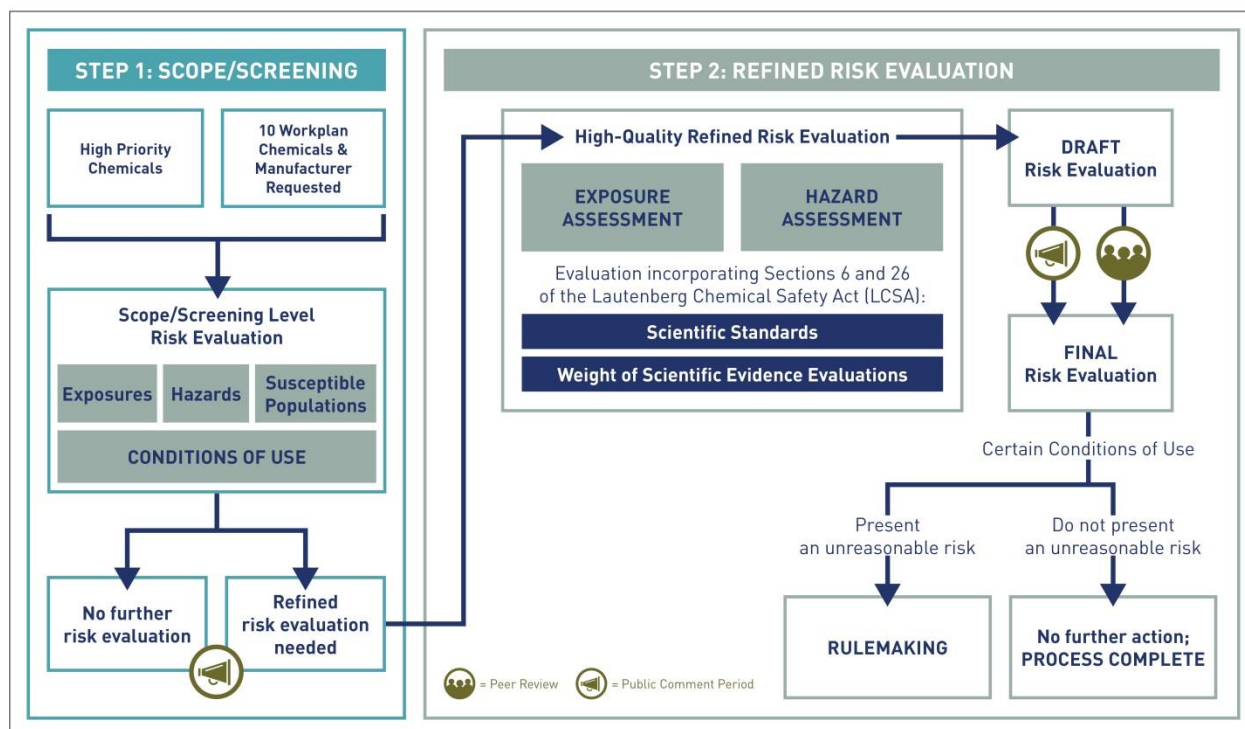 STEP 1: SCOPE/SCREENING
High Priority
Chemicals
10 Workplan
Chemicals &
Manufacturer
Requested
Scope/Screening Level
Risk Evaluation
Exposures
Hazards
Susceptible
Populations
CONDITIONS OF USE
No further
risk evaluation
Refined
risk evaluation
needed
STEP 2: REFINED RISK EVALUATION
High-Quality Refined Risk Evaluation
EXPOSURE
ASSESSMENT
HAZARD
ASSESSMENT
Evaluation incorporating Sections 6 and 26
of the Lautenberg Chemical Safety Act (LCSA):
Scientific Standards
Weight of Scientific Evidence Evaluations
DRAFT
Risk Evaluation
FINAL
Risk Evaluation
Certain Conditions of Use
Present
an unreasonable risk
Do not present
an unreasonable risk
RULEMAKING
No further action;
PROCESS COMPLETE
= Peer Review
= Public Comment Period